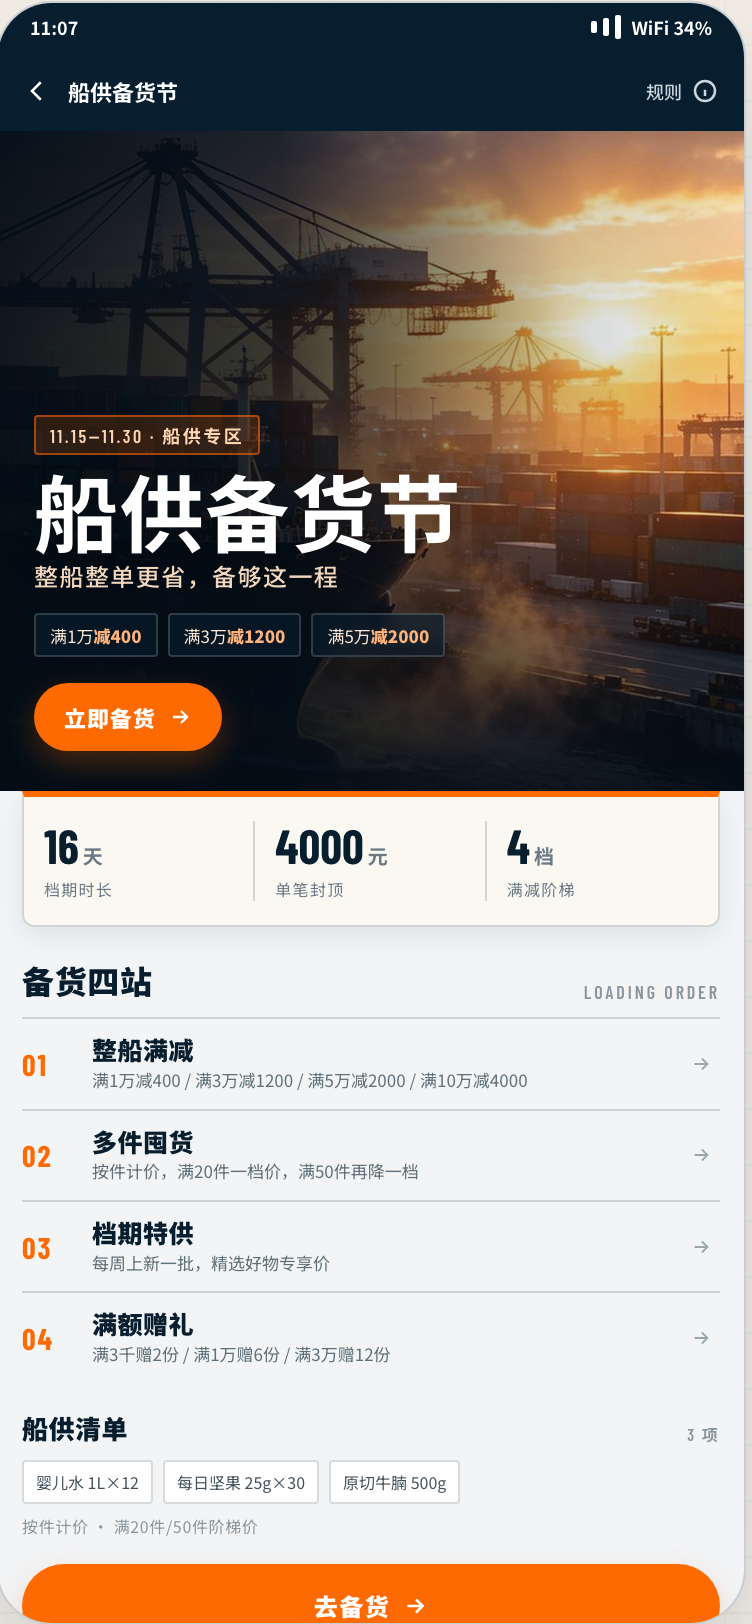 11:07 WiFi 34%
船供备货节 规则
11.15–11.30 · 船供专区
船供备货节
整船整单更省，备够这一程
满1万减400 满3万减1200 满5万减2000
立即备货 →
16天 4000元 4档
档期时长 单笔封顶 满减阶梯
备货四站 LOADING ORDER
01 整船满减 →
满1万减400 / 满3万减1200 / 满5万减2000 / 满10万减4000
02 多件囤货 →
按件计价，满20件一档价，满50件再降一档
03 档期特供 →
每周上新一批，精选好物专享价
04 满额赠礼 →
满3千赠2份 / 满1万赠6份 / 满3万赠12份
船供清单 3 项
婴儿水 1L×12 每日坚果 25g×30 原切牛腩 500g
按件计价 · 满20件/50件阶梯价
去备货 →